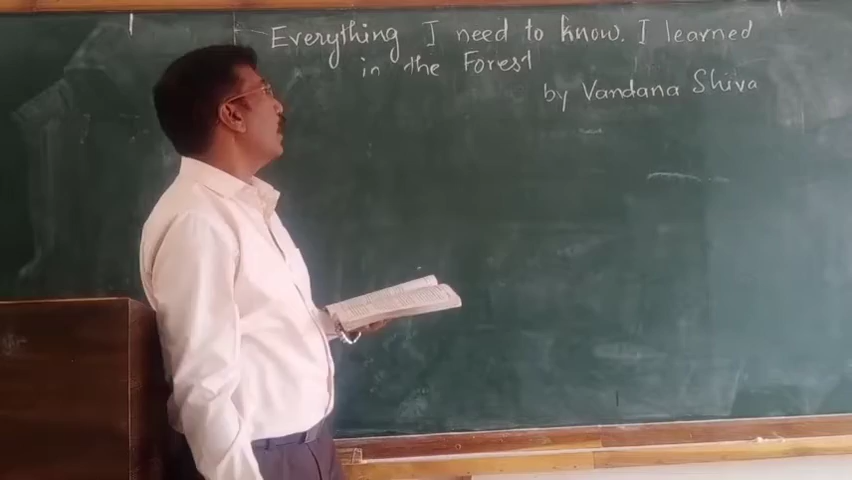 Everything I need to know. I learned
in the Forest
by Vandana Shiva